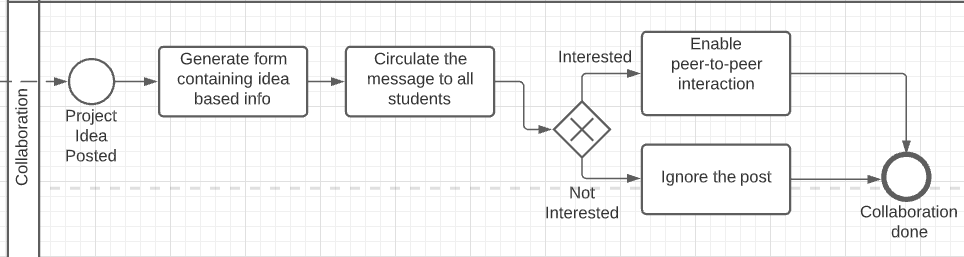 Collaboration
Project
Idea
Posted
Generate form
containing idea
based info
Circulate the
message to all
students
Interested
Not
Interested
Enable
peer-to-peer
interaction
Ignore the post
Collaboration
done